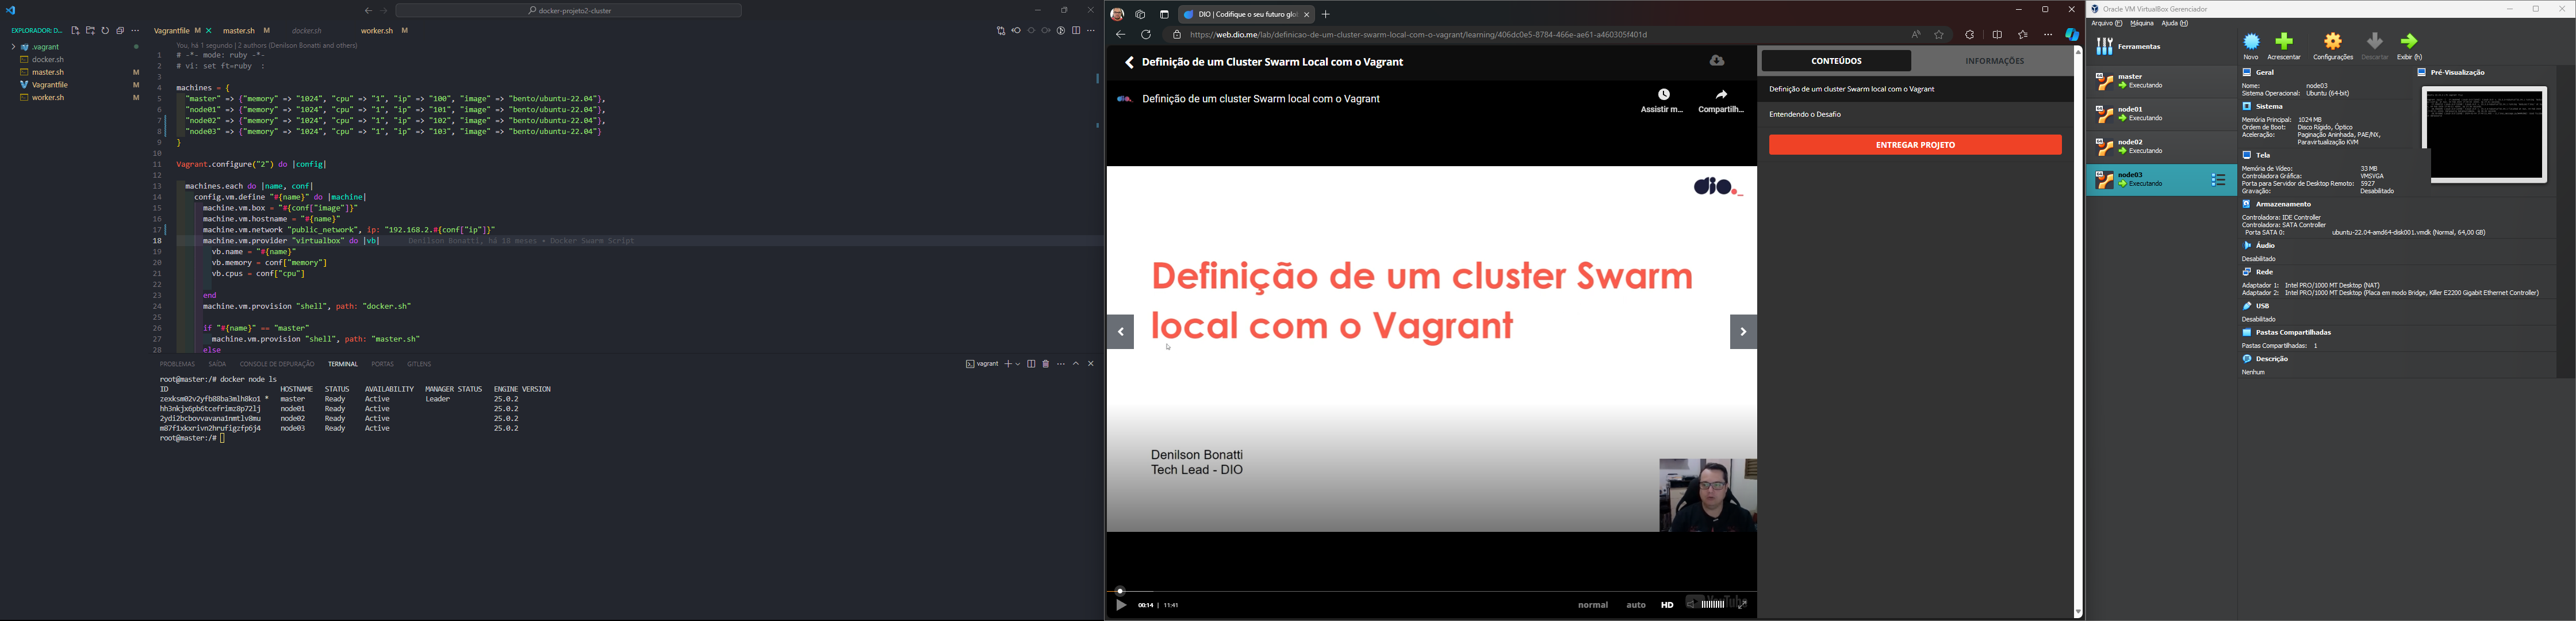 docker-projeto2-cluster
EXPLORADOR: D...
.vagrant
docker.sh
master.sh M
Vagrantfile M
worker.sh M
Vagrantfile M
master.sh M
docker.sh
worker.sh M
You, há 1 segundo | 2 authors (Denilson Bonatti and others)
1 # -*- mode: ruby -*-
2 # vi: set ft=ruby :
3
4 machines = {
5 "master" => {"memory" => "1024", "cpu" => "1", "ip" => "100", "image" => "bento/ubuntu-22.04"},
6 "node01" => {"memory" => "1024", "cpu" => "1", "ip" => "101", "image" => "bento/ubuntu-22.04"},
7 "node02" => {"memory" => "1024", "cpu" => "1", "ip" => "102", "image" => "bento/ubuntu-22.04"},
8 "node03" => {"memory" => "1024", "cpu" => "1", "ip" => "103", "image" => "bento/ubuntu-22.04"}
9 }
10
11 Vagrant.configure("2") do |config|
12
13 machines.each do |name, conf|
14 config.vm.define "#{name}" do |machine|
15 machine.vm.box = "#{conf["image"]}"
16 machine.vm.hostname = "#{name}"
17 machine.vm.network "public_network", ip: "192.168.2.#{conf["ip"]}"
18 machine.vm.provider "virtualbox" do |vb| Denilson Bonatti, há 18 meses • Docker Swarm Script
19 vb.name = "#{name}"
20 vb.memory = conf["memory"]
21 vb.cpus = conf["cpu"]
22
23 end
24 machine.vm.provision "shell", path: "docker.sh"
25
26 if "#{name}" == "master"
27 machine.vm.provision "shell", path: "master.sh"
28 else
PROBLEMAS SAÍDA CONSOLE DE DEPURAÇÃO TERMINAL PORTAS GITLENS
vagrant
root@master:/# docker node ls
ID HOSTNAME STATUS AVAILABILITY MANAGER STATUS ENGINE VERSION
zexksm02v2yfb88ba3mlh8ko1 * master Ready Active Leader 25.0.2
hh3nkjx6pb6tcefrimz8p72lj node01 Ready Active 25.0.2
2ydi2bcbovvavana1nmtlv8mu node02 Ready Active 25.0.2
m87f1xkxrivn2hrufigzfp6j4 node03 Ready Active 25.0.2
root@master:/#
DIO | Codifique o seu futuro glo
https://web.dio.me/lab/definicao-de-um-cluster-swarm-local-com-o-vagrant/learning/406dc0e5-8784-466e-ae61-a460305f401d
Definição de um Cluster Swarm Local com o Vagrant
Definição de um cluster Swarm local com o Vagrant
Assistir m...
Compartilh...
dio.
Definição de um cluster Swarm
local com o Vagrant
Denilson Bonatti
Tech Lead - DIO
00:14 | 11:41
normal
auto
HD
CONTEÚDOS
INFORMAÇÕES
Definição de um cluster Swarm local com o Vagrant
Entendendo o Desafio
ENTREGAR PROJETO
Oracle VM VirtualBox Gerenciador
Arquivo (F) Máquina Ajuda (H)
Ferramentas
master
Executando
node01
Executando
node02
Executando
node03
Executando
Novo Acrescentar Configurações Descartar Exibir (h)
Geral
Nome: node03
Sistema Operacional: Ubuntu (64-bit)
Sistema
Memória Principal: 1024 MB
Ordem de Boot: Disco Rígido, Óptico
Aceleração: Paginação Aninhada, PAE/NX,
Paravirtualização KVM
Pré-Visualização
Tela
Memória de Vídeo: 33 MB
Controladora Gráfica: VMSVGA
Porta para Servidor de Desktop Remoto: 5927
Gravação: Desabilitado
Armazenamento
Controladora: IDE Controller
Controladora: SATA Controller
Porta SATA 0: ubuntu-22.04-amd64-disk001.vmdk (Normal, 64,00 GB)
Áudio
Desabilitado
Rede
Adaptador 1: Intel PRO/1000 MT Desktop (NAT)
Adaptador 2: Intel PRO/1000 MT Desktop (Placa em modo Bridge, Killer E2200 Gigabit Ethernet Controller)
USB
Desabilitado
Pastas Compartilhadas
Pastas Compartilhadas: 1
Descrição
Nenhum